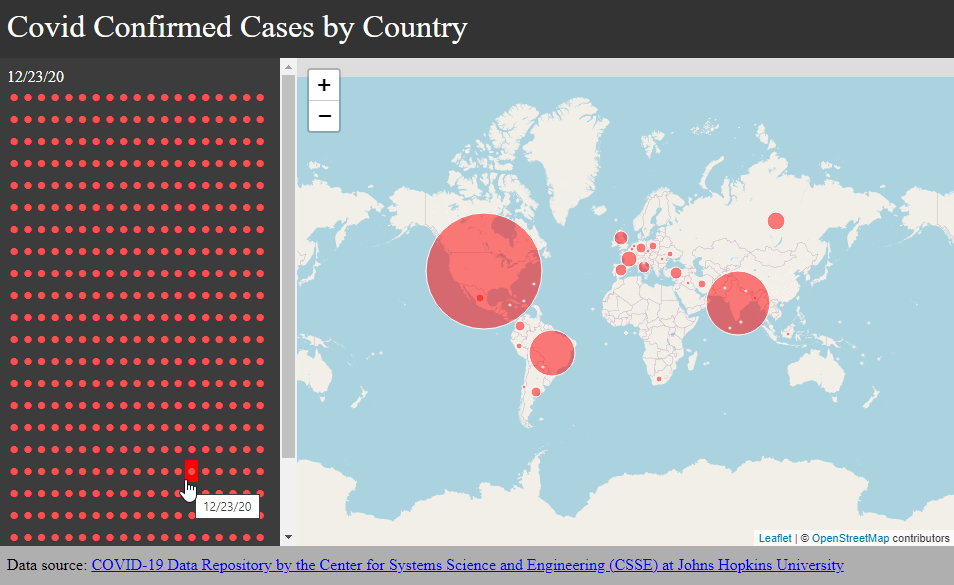 Covid Confirmed Cases by Country
12/23/20
+
−
12/23/20
Leaflet | © OpenStreetMap contributors
Data source: COVID-19 Data Repository by the Center for Systems Science and Engineering (CSSE) at Johns Hopkins University